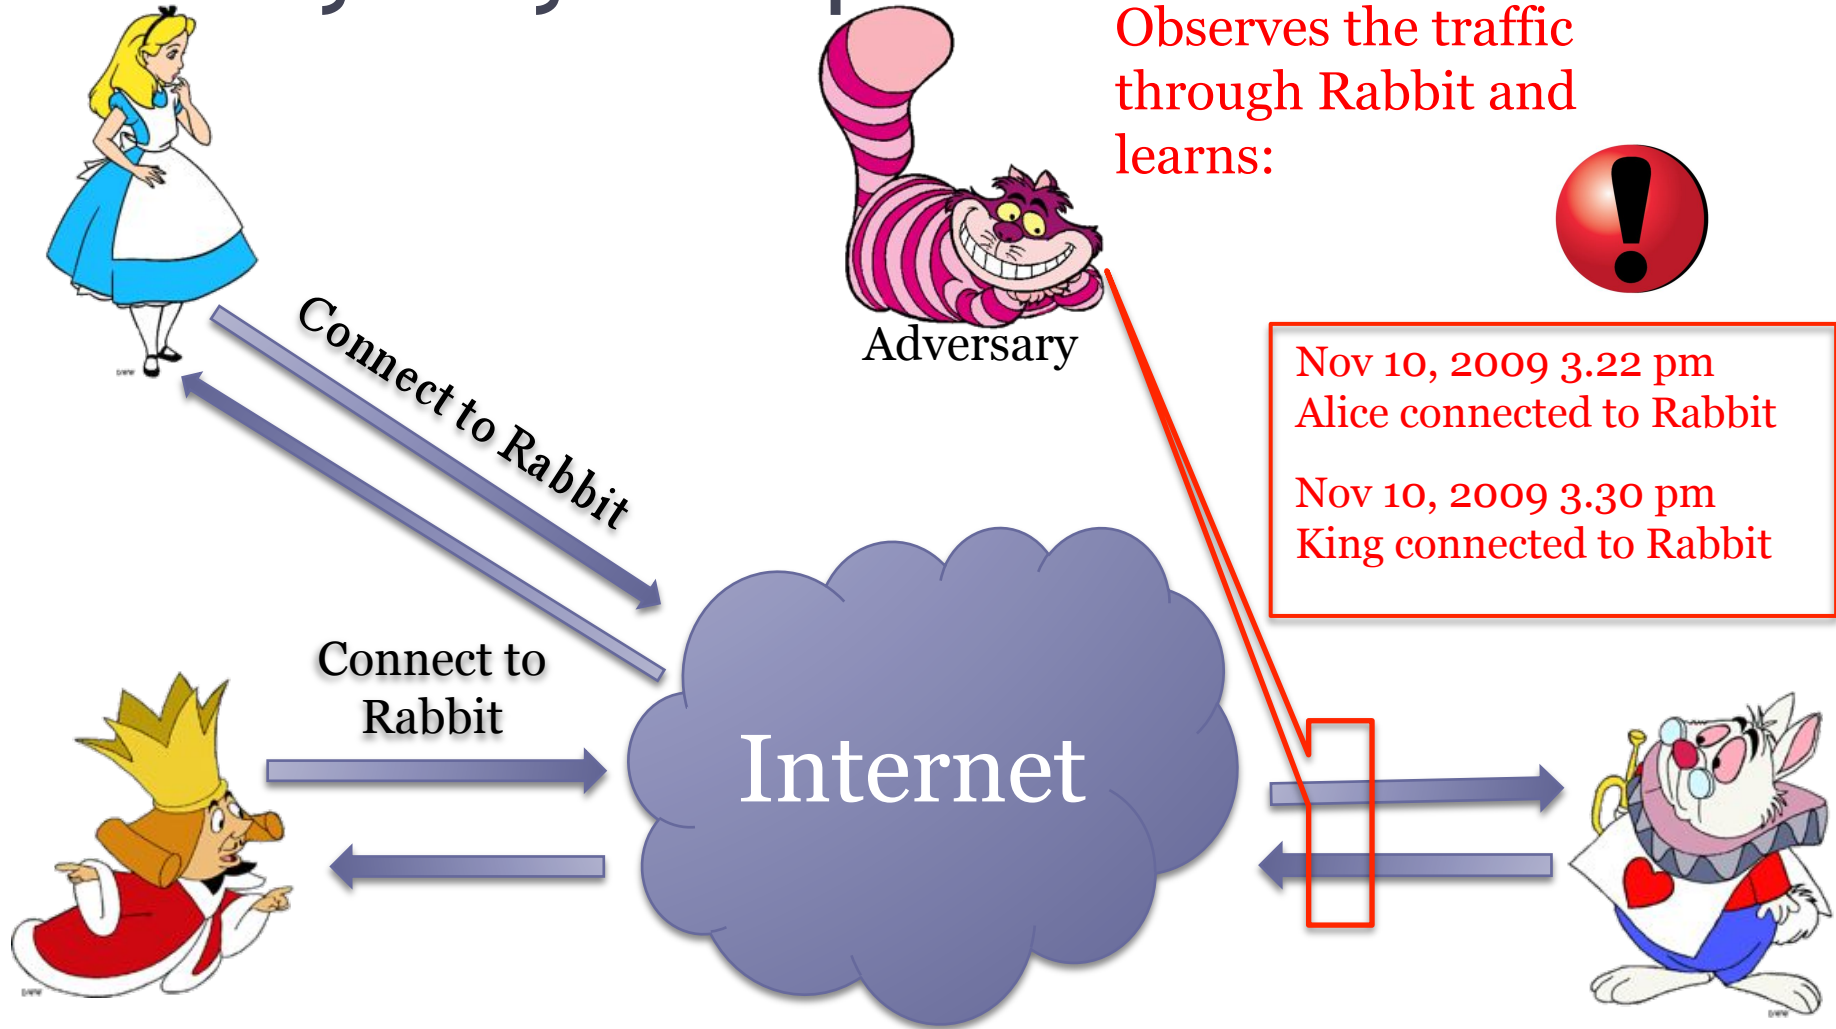 Observes the traffic
through Rabbit and
learns:
Adversary
Connect to Rabbit
Nov 10, 2009 3.22 pm
Alice connected to Rabbit
Nov 10, 2009 3.30 pm
King connected to Rabbit
Connect to
Rabbit
Internet